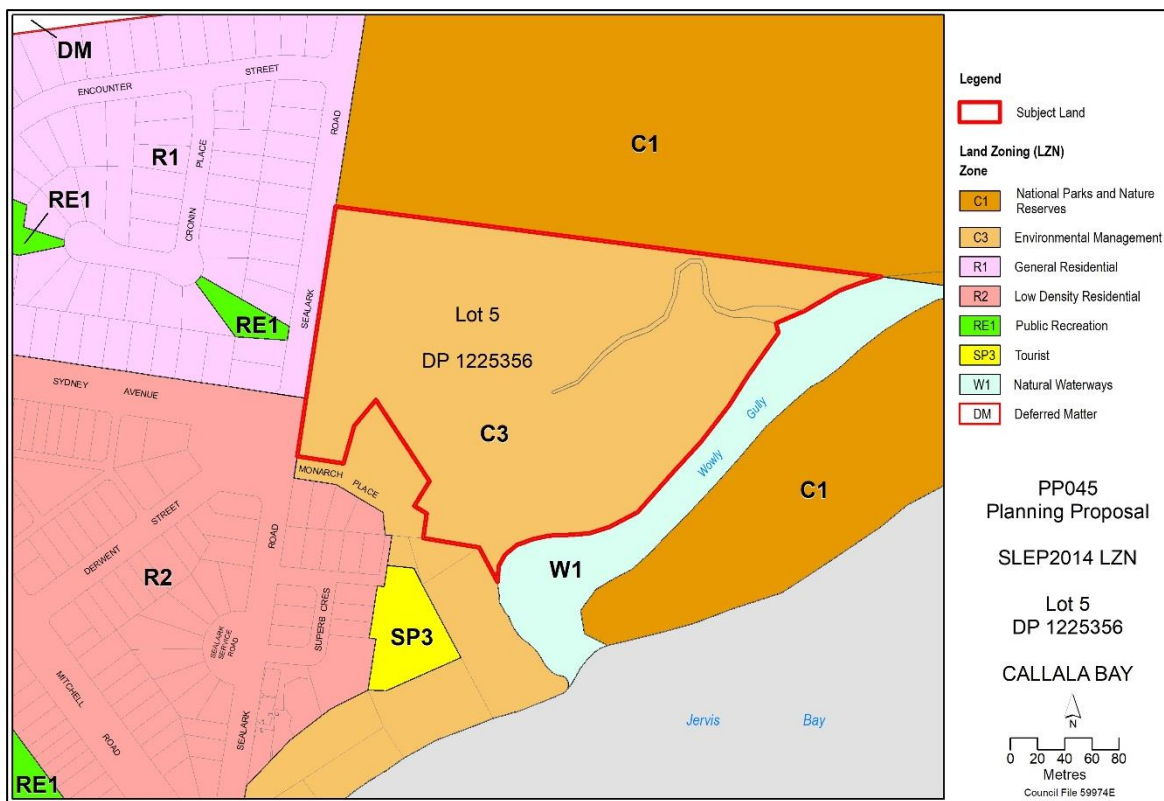 DM
ENCOUNTER
STREET
R1
PLACE
CRONIN
ROAD
SEALARK
RE1
RE1
C1
Lot 5
DP 1225356
C3
SYDNEY
AVENUE
MONARCH
PLACE
DERWENT
STREET
ROAD
R2
SEALARK
SERVICE
ROAD
SUPERB CRES
MITCHELL
ROAD
SEALARK
RE1
SP3
W1
Wowly
Gully
C1
Jervis
Bay
Legend
Subject Land
Land Zoning (LZN)
Zone
C1
National Parks and Nature
Reserves
C3
Environmental Management
R1
General Residential
R2
Low Density Residential
RE1
Public Recreation
SP3
Tourist
W1
Natural Waterways
DM
Deferred Matter
PP045
Planning Proposal
SLEP2014 LZN
Lot 5
DP 1225356
CALLALA BAY
N
0 20 40 60 80
Metres
Council File 59974E